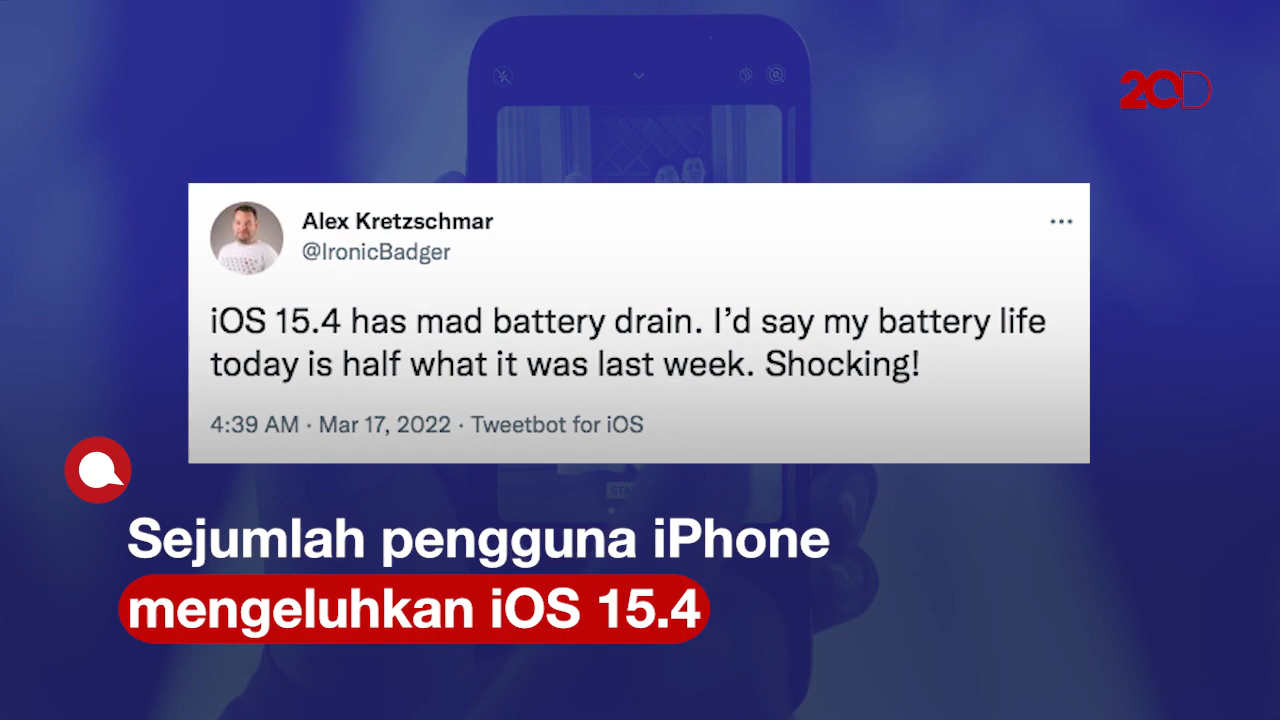 20D
Alex Kretzschmar
@IronicBadger
iOS 15.4 has mad battery drain. I’d say my battery life
today is half what it was last week. Shocking!
4:39 AM · Mar 17, 2022 · Tweetbot for iOS
Sejumlah pengguna iPhone
mengeluhkan iOS 15.4